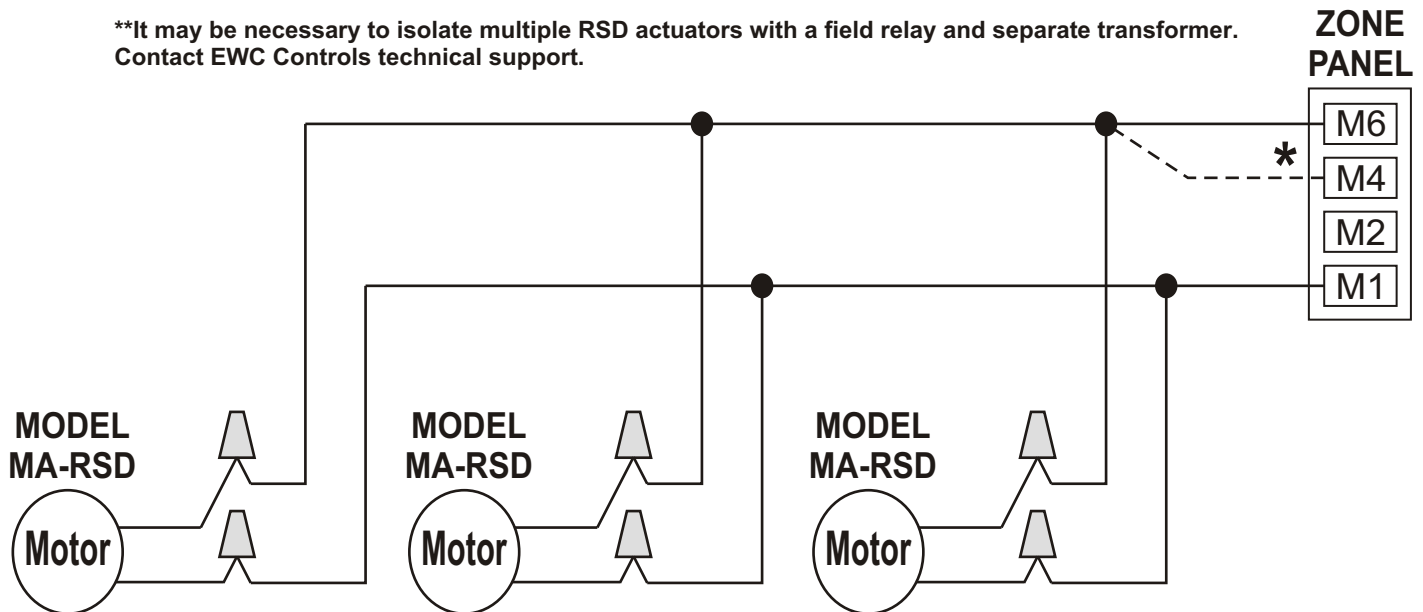 **It may be necessary to isolate multiple RSD actuators with a field relay and separate transformer.
Contact EWC Controls technical support.
ZONE
PANEL
M6
*
M4
M2
M1
MODEL
MA-RSD
Motor
MODEL
MA-RSD
Motor
MODEL
MA-RSD
Motor